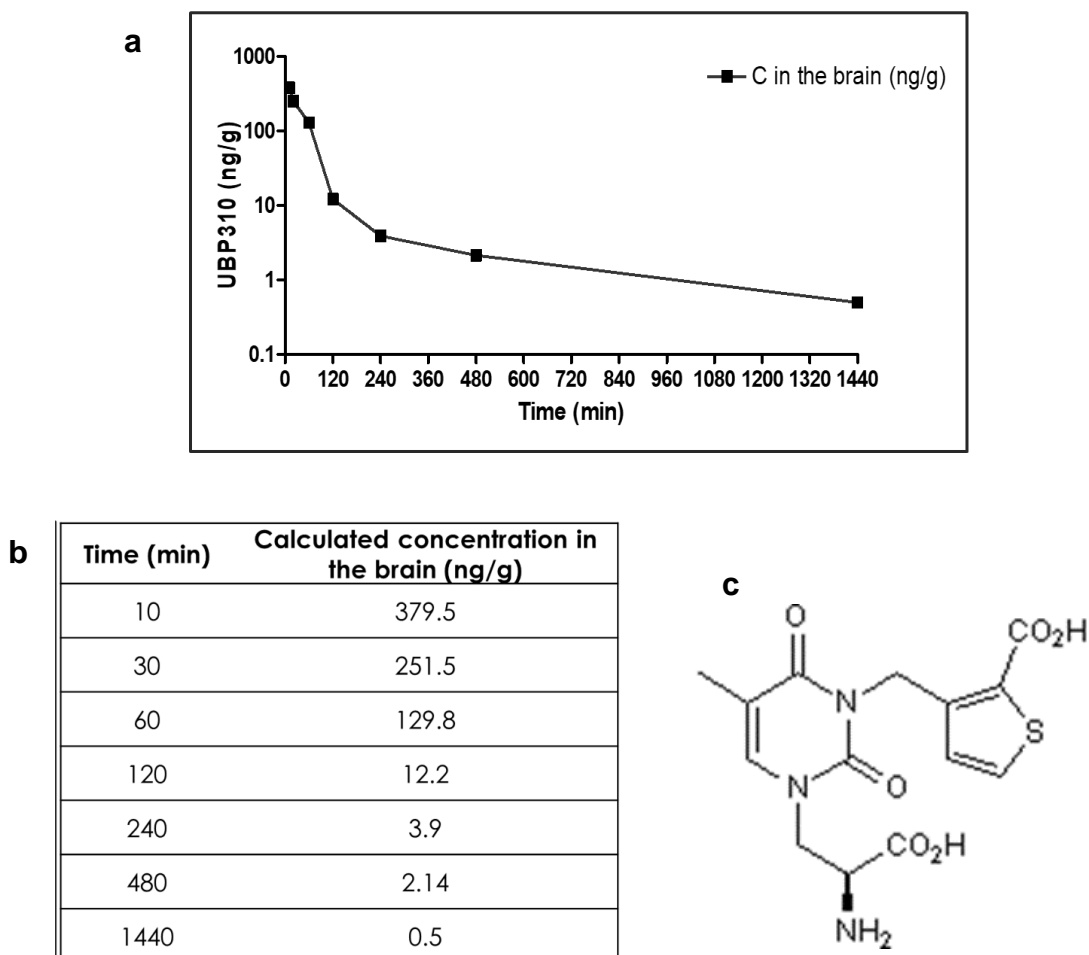 a
C in the brain (ng/g)
UBP310 (ng/g)
1000
100
10
1
0.1
0 120 240 360 480 600 720 840 960 1080 1200 1320 1440
Time (min)
b
Time (min) Calculated concentration in
the brain (ng/g)
10 379.5
30 251.5
60 129.8
120 12.2
240 3.9
480 2.14
1440 0.5
c
O
CO₂H
N
S
O
N
CO₂H
NH₂